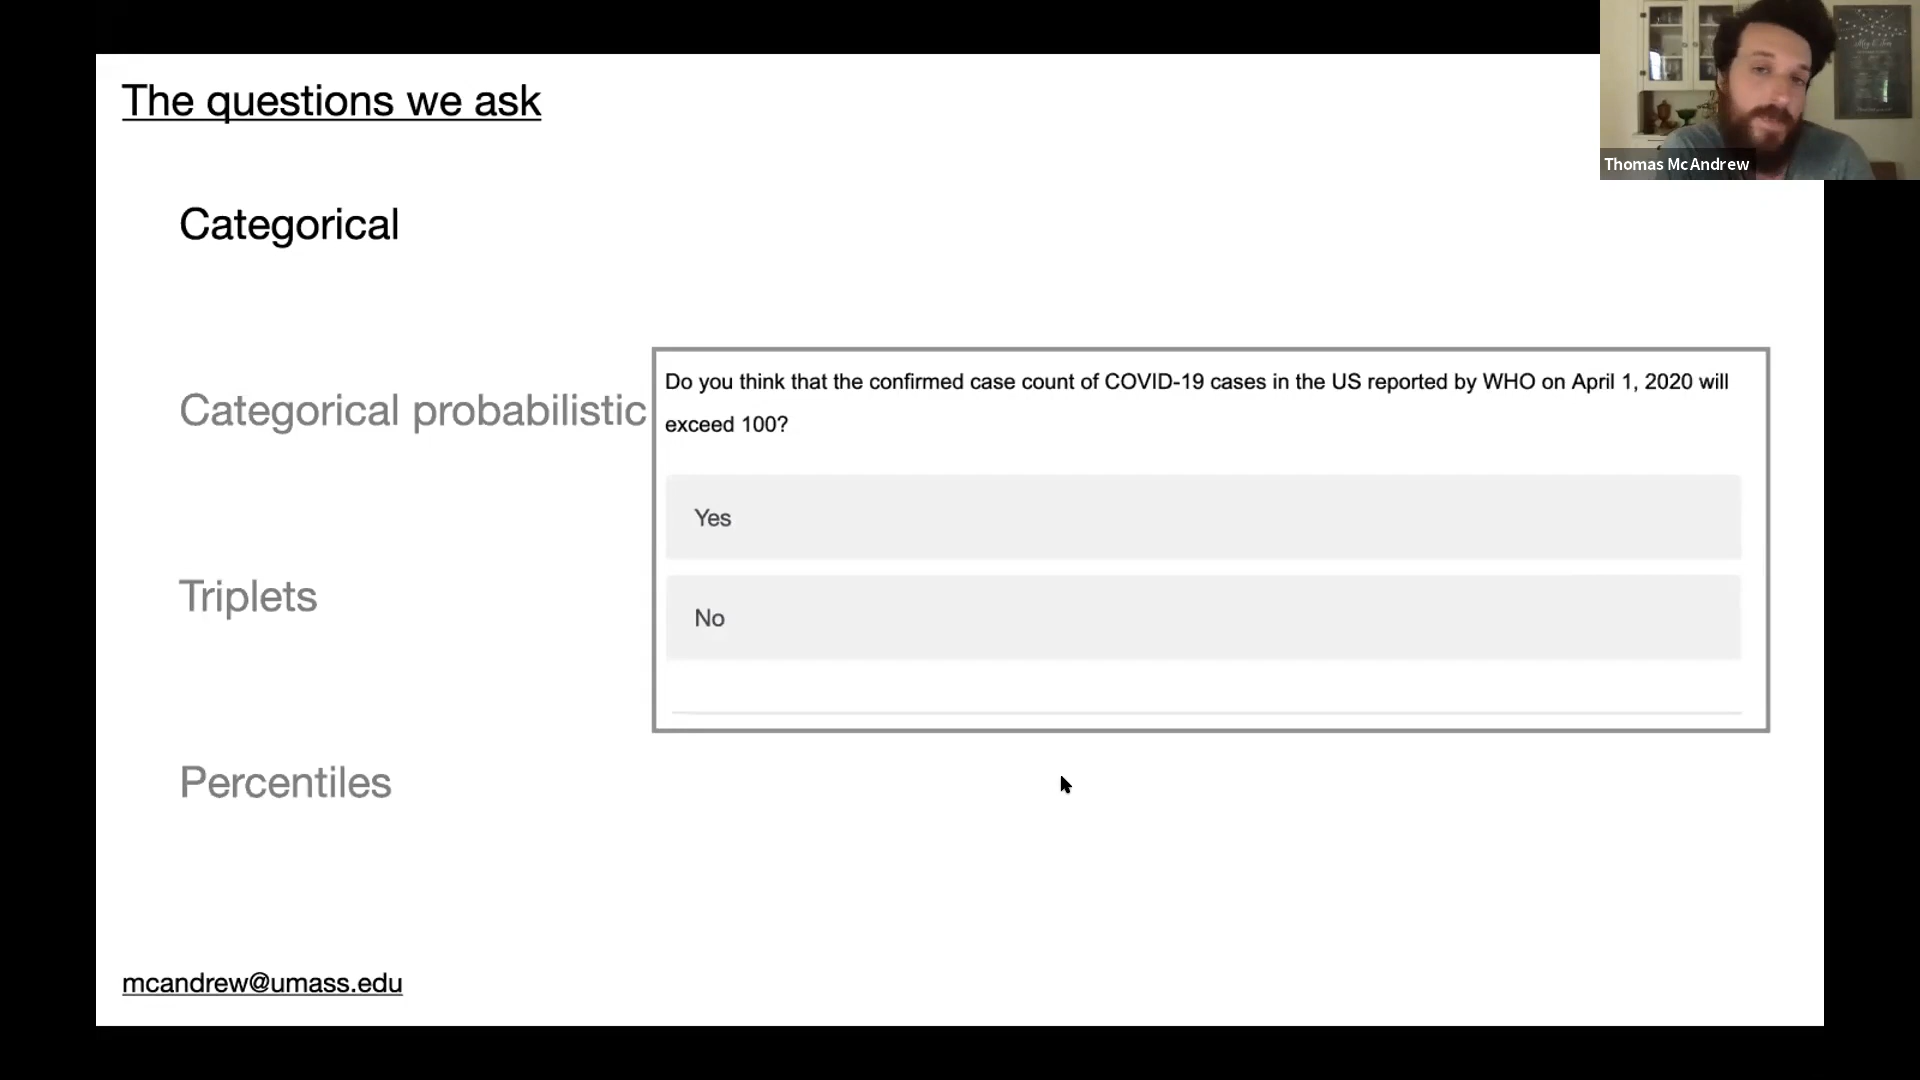 The questions we ask
Thomas McAndrew
Categorical
Categorical probabilistic
Do you think that the confirmed case count of COVID-19 cases in the US reported by WHO on April 1, 2020 will
exceed 100?
Yes
No
Triplets
Percentiles
mcandrew@umass.edu